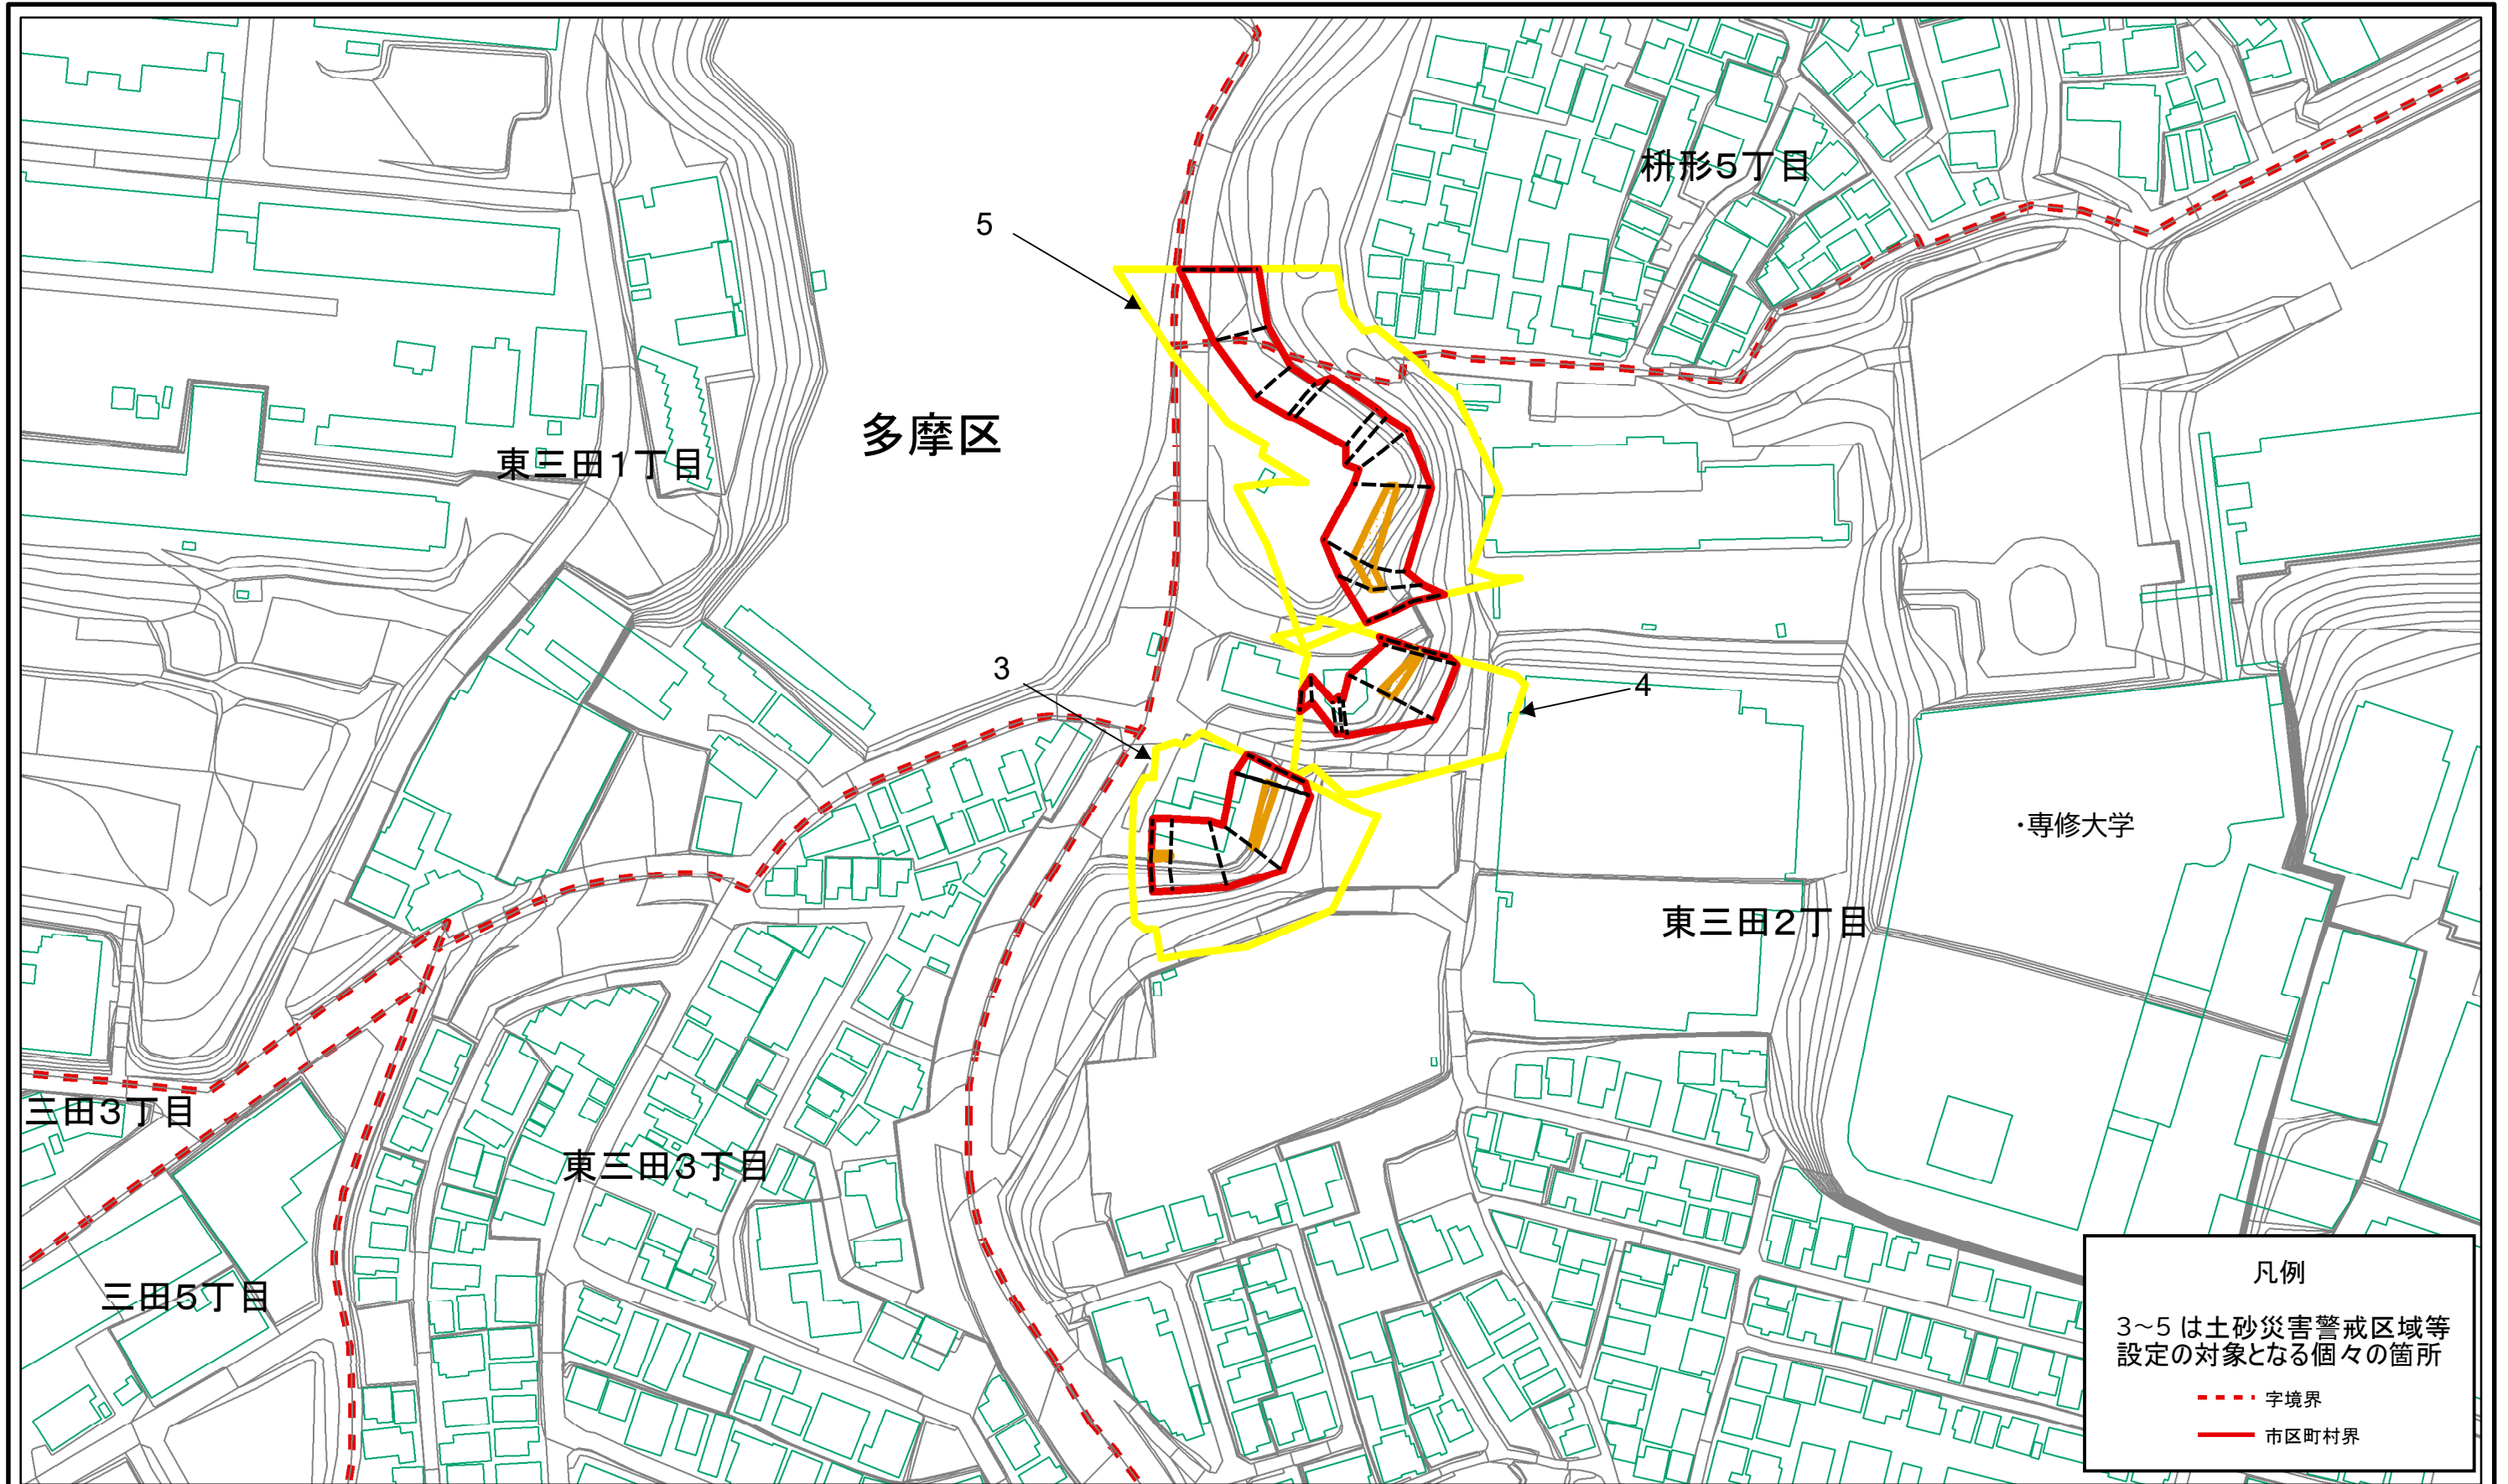 枡形5丁目
5
多摩区
東三田1丁目
3
4
・専修大学
東三田2丁目
三田3丁目
東三田3丁目
三田5丁目
凡例
3~5 は土砂災害警戒区域等
設定の対象となる個々の箇所
字境界
市区町村界